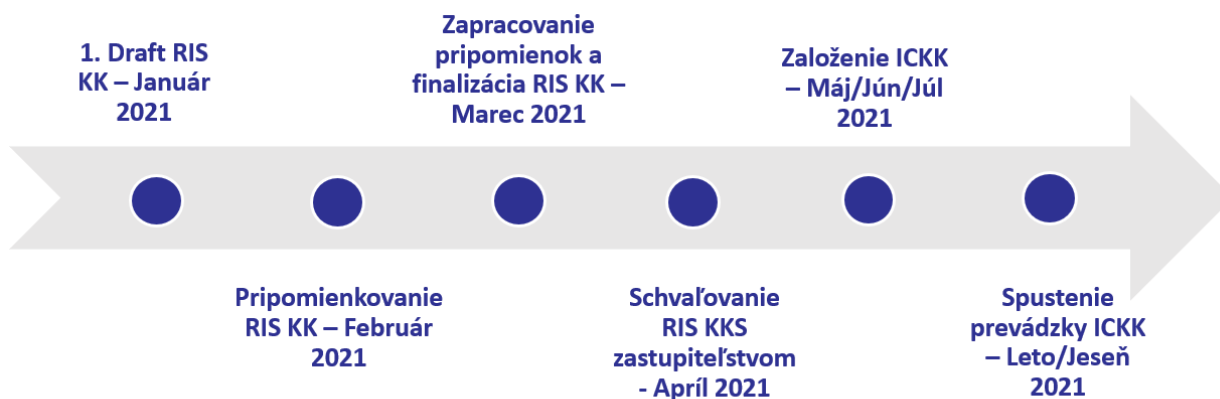 1. Draft RIS
KK – Január
2021
Pripomienkovanie
RIS KK – Február
2021
Zapracovanie
pripomienok a
finalizácia RIS KK –
Marec 2021
Schvaľovanie
RIS KKS
zastupiteľstvom
- Apríl 2021
Založenie ICKK
– Máj/Jún/Júl
2021
Spustenie
prevádzky ICKK
– Leto/Jeseň
2021